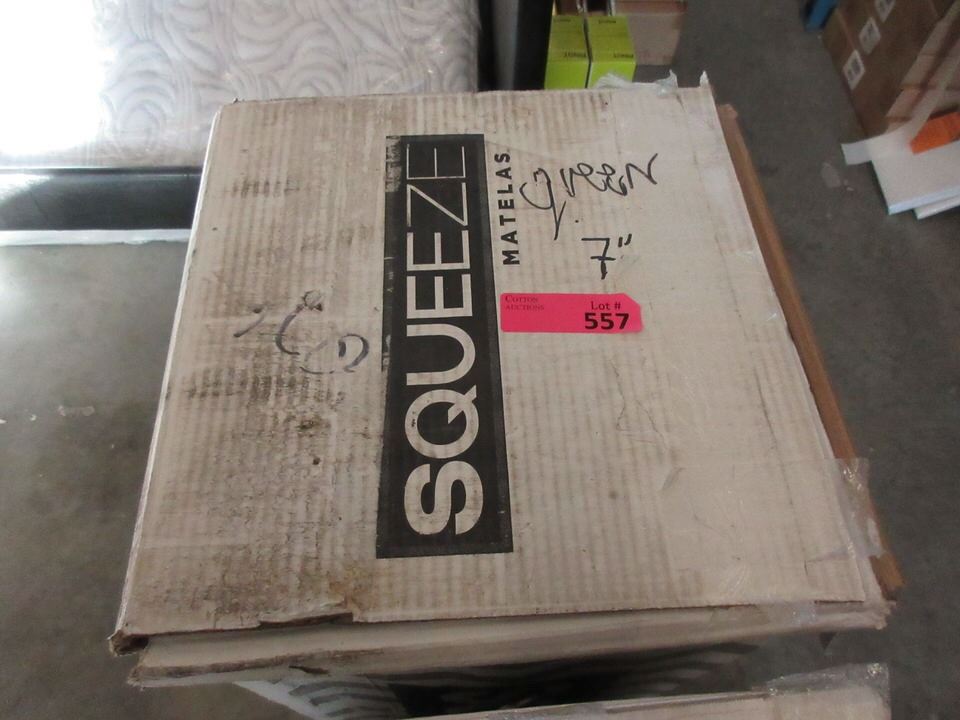 SQUEEZE
MATELAS
Queen
7"
COTTON
AUCTIONS
Lot #
557